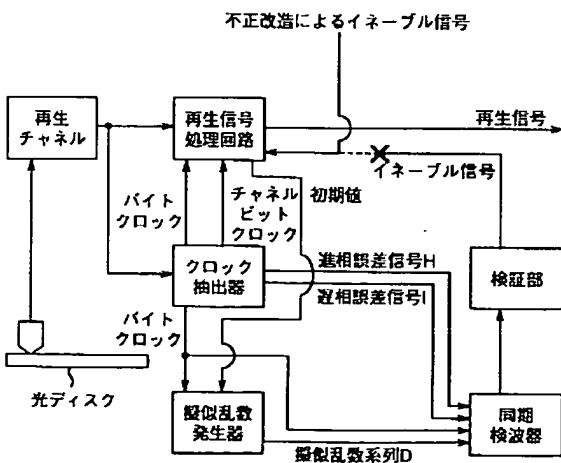 不正改造によるイネーブル信号
再生
チャネル
再生信号
処理回路
再生信号
イネーブル信号
バイト
クロック
チャネル
ビット
クロック
初期値
クロック
抽出器
進相誤差信号H
遅相誤差信号I
検証部
バイト
クロック
光ディスク
擬似乱数
発生器
擬似乱数系列D
同期
検波器